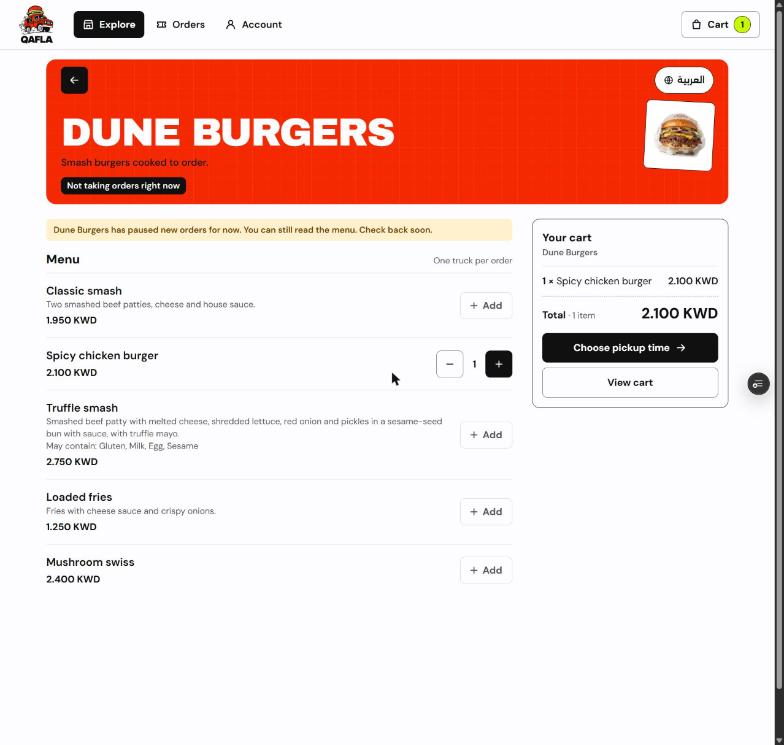 QAFLA
Explore
Orders
Account
Cart 1
العربية
DUNE BURGERS
Smash burgers cooked to order.
Not taking orders right now
Dune Burgers has paused new orders for now. You can still read the menu. Check back soon.
Menu
One truck per order
Classic smash
Two smashed beef patties, cheese and house sauce.
1.950 KWD
+ Add
Spicy chicken burger
2.100 KWD
− 1 +
Truffle smash
Smashed beef patty with melted cheese, shredded lettuce, red onion and pickles in a sesame-seed
bun with sauce, with truffle mayo.
May contain: Gluten, Milk, Egg, Sesame
2.750 KWD
+ Add
Loaded fries
Fries with cheese sauce and crispy onions.
1.250 KWD
+ Add
Mushroom swiss
2.400 KWD
+ Add
Your cart
Dune Burgers
1 × Spicy chicken burger 2.100 KWD
Total · 1 item 2.100 KWD
Choose pickup time →
View cart